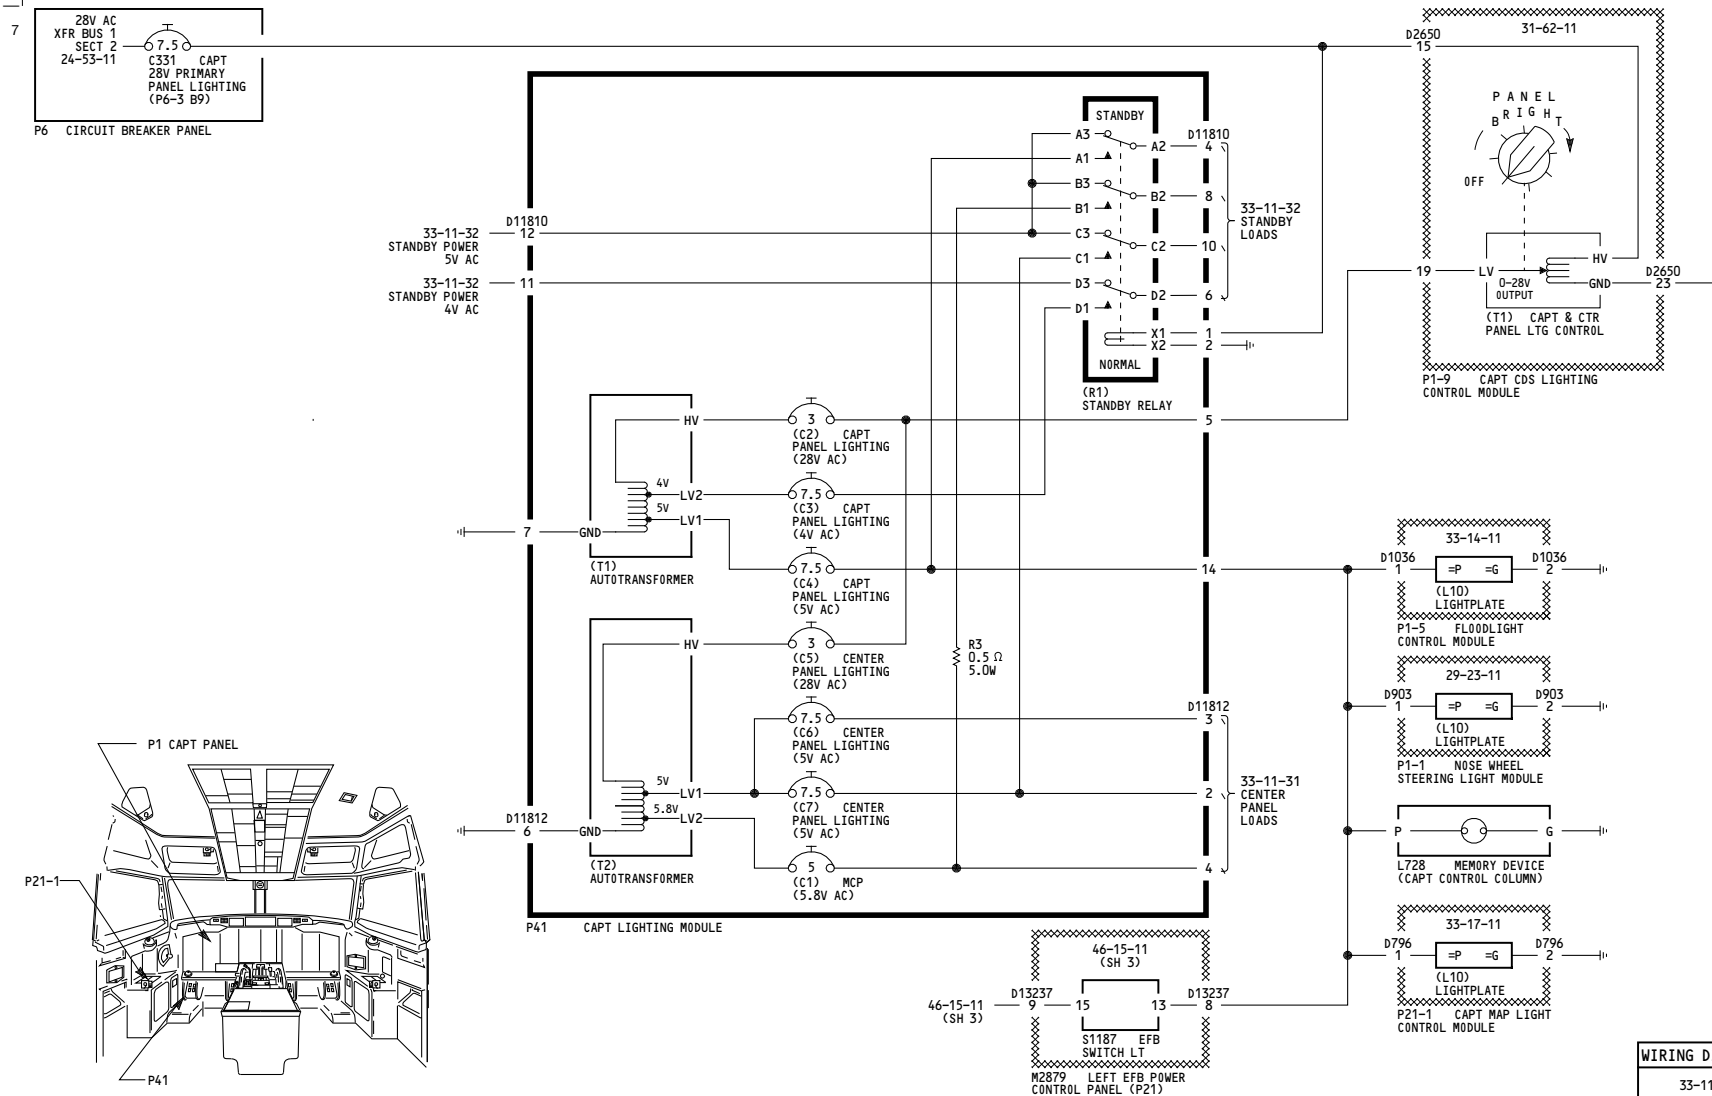 7
28V AC
XFR BUS 1
SECT 2
24-53-11
7.5
C331 CAPT
28V PRIMARY
PANEL LIGHTING
(P6-3 B9)
P6 CIRCUIT BREAKER PANEL
31-62-11
D2650
15
PANEL
BRIGHT
OFF
HV
LV
19
0-28V
OUTPUT
GND
D2650
23
(T1) CAPT & CTR
PANEL LTG CONTROL
P1-9 CAPT CDS LIGHTING
CONTROL MODULE
STANDBY
A3
A2
D11810
4
A1
B3
B2
8
B1
C3
C2
10
C1
D3
D2
6
D1
X1
1
X2
2
NORMAL
(R1)
STANDBY RELAY
33-11-32
STANDBY
LOADS
33-11-32
STANDBY POWER
5V AC
D11810
12
33-11-32
STANDBY POWER
4V AC
11
HV
4V
LV2
5V
LV1
7
GND
(T1)
AUTOTRANSFORMER
3
(C2) CAPT
PANEL LIGHTING
(28V AC)
5
7.5
(C3) CAPT
PANEL LIGHTING
(4V AC)
7.5
(C4) CAPT
PANEL LIGHTING
(5V AC)
14
HV
5V
LV1
5.8V
LV2
D11812
6
GND
(T2)
AUTOTRANSFORMER
3
(C5) CENTER
PANEL LIGHTING
(28V AC)
R3
0.5 Ω
5.0W
7.5
(C6) CENTER
PANEL LIGHTING
(5V AC)
D11812
3
7.5
(C7) CENTER
PANEL LIGHTING
(5V AC)
2
5
(C1) MCP
(5.8V AC)
4
33-11-31
CENTER
PANEL
LOADS
P41 CAPT LIGHTING MODULE
33-14-11
D1036
1
=P =G
D1036
2
(L10)
LIGHTPLATE
P1-5 FLOODLIGHT
CONTROL MODULE
29-23-11
D903
1
=P =G
D903
2
(L10)
LIGHTPLATE
P1-1 NOSE WHEEL
STEERING LIGHT MODULE
P
G
L728 MEMORY DEVICE
(CAPT CONTROL COLUMN)
33-17-11
D796
1
=P =G
D796
2
(L10)
LIGHTPLATE
P21-1 CAPT MAP LIGHT
CONTROL MODULE
46-15-11
(SH 3)
46-15-11
(SH 3)
D13237
9
15
13
D13237
8
S1187 EFB
SWITCH LT
M2879 LEFT EFB POWER
CONTROL PANEL (P21)
P1 CAPT PANEL
P21-1
P41
WIRING D
33-11